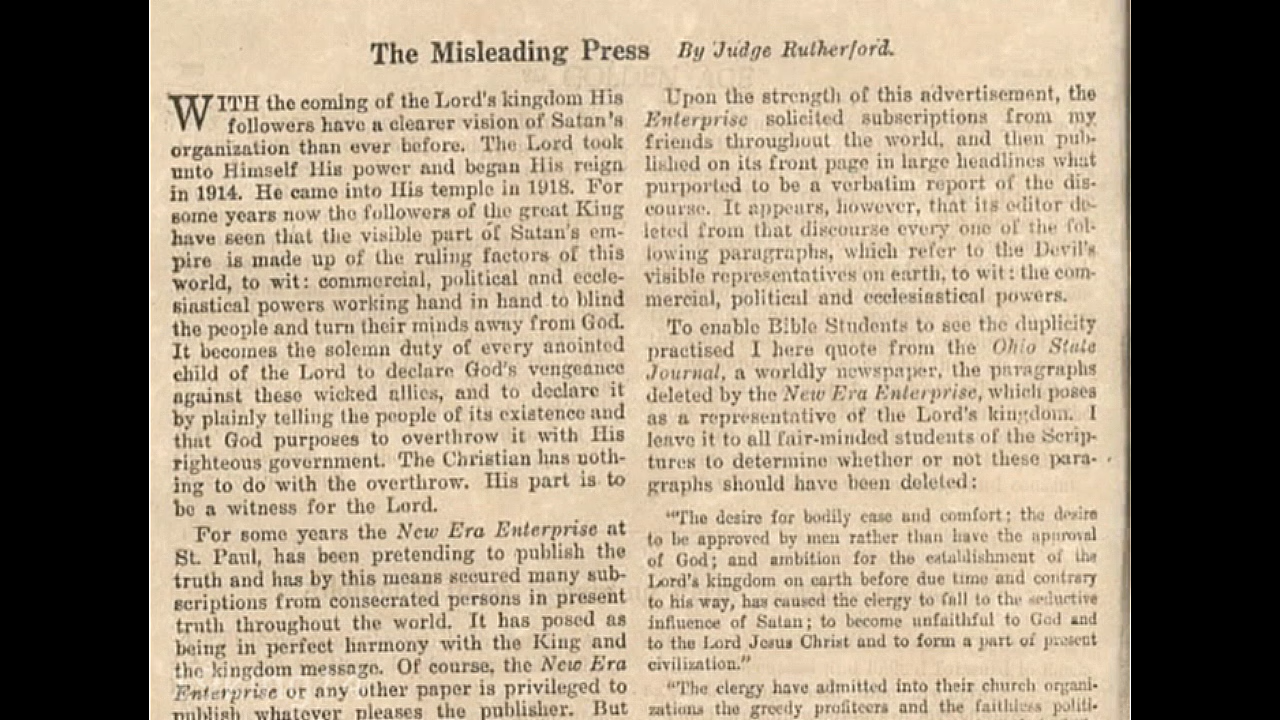 The Misleading Press By Judge Rutherford.
WITH the coming of the Lord's kingdom His
followers have a clearer vision of Satan's
organization than ever before. The Lord took
unto Himself His power and began His reign
in 1914. He came into His temple in 1918. For
some years now the followers of the great King
have seen that the visible part of Satan's em-
pire is made up of the ruling factors of this
world, to wit: commercial, political and eccle-
siastical powers working hand in hand to blind
the people and turn their minds away from God.
It becomes the solemn duty of every anointed
child of the Lord to declare God's vengeance
against these wicked allies, and to declare it
by plainly telling the people of its existence and
that God purposes to overthrow it with His
righteous government. The Christian has noth-
ing to do with the overthrow. His part is to
be a witness for the Lord.
For some years the New Era Enterprise at
St. Paul, has been pretending to publish the
truth and has by this means secured many sub-
scriptions from consecrated persons in present
truth throughout the world. It has posed as
being in perfect harmony with the King and
the kingdom message. Of course, the New Era
Enterprise or any other paper is privileged to
publish whatever pleases the publisher. But
Upon the strength of this advertisement, the
Enterprise solicited subscriptions from my
friends throughout the world, and then pub-
lished on its front page in large headlines what
purported to be a verbatim report of the dis-
course. It appears, however, that its editor de-
leted from that discourse every one of the fol-
lowing paragraphs, which refer to the Devil's
visible representatives on earth, to wit: the com-
mercial, political and ecclesiastical powers.
To enable Bible Students to see the duplicity
practised I here quote from the Ohio State
Journal, a worldly newspaper, the paragraphs
deleted by the New Era Enterprise, which poses
as a representative of the Lord's kingdom. I
leave it to all fair-minded students of the Scrip-
tures to determine whether or not these para-
graphs should have been deleted:
"The desire for bodily ease and comfort; the desire
to be approved by men rather than have the approval
of God; and ambition for the establishment of the
Lord's kingdom on earth before due time and contrary
to his way, has caused the clergy to fall to the seductive
influence of Satan; to become unfaithful to God and
to the Lord Jesus Christ and to form a part of present
civilization."
"The clergy have admitted into their church organi-
zations the greedy profiteers and the faithless politi-